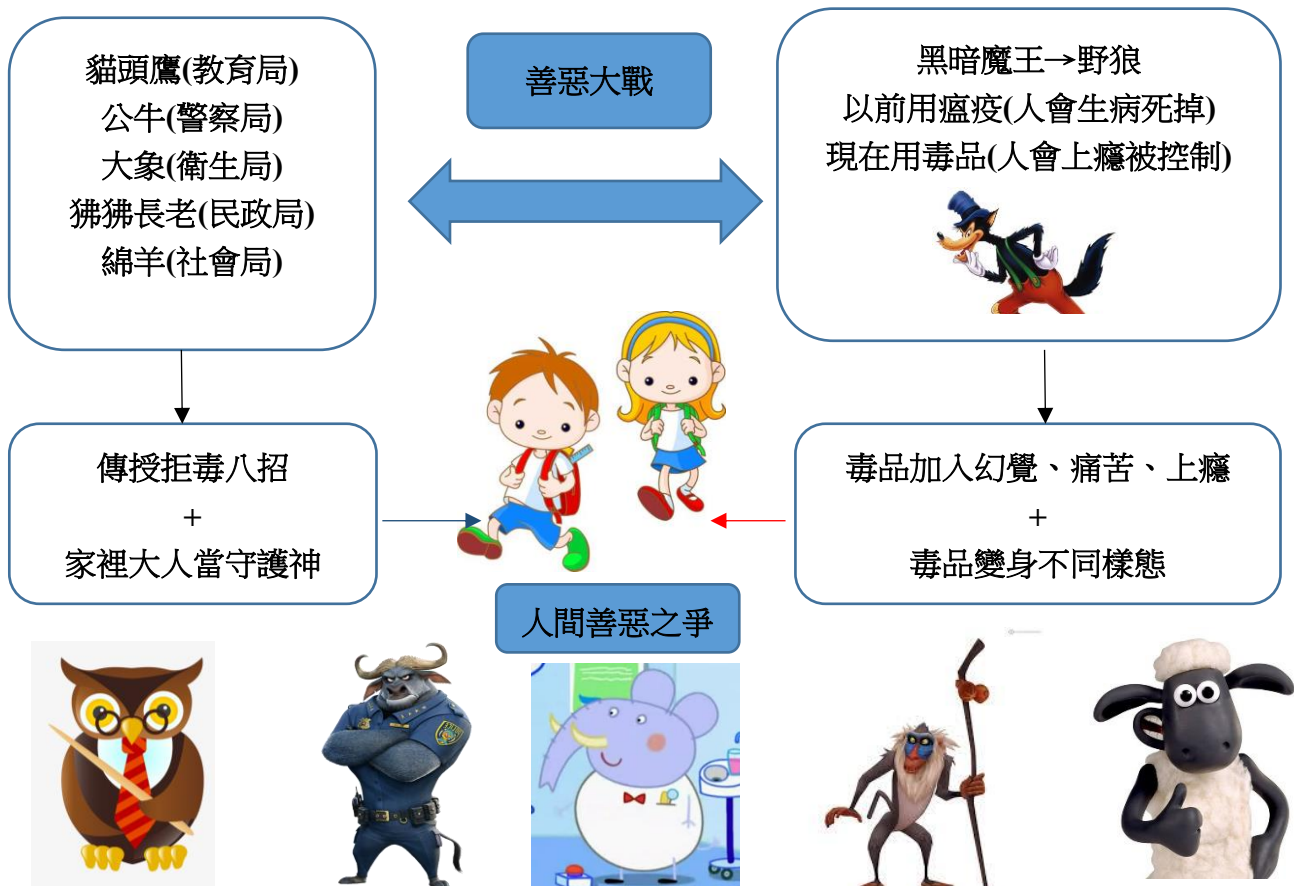 貓頭鷹(教育局)
公牛(警察局)
大象(衛生局)
狒狒長老(民政局)
綿羊(社會局)
善惡大戰
黑暗魔王→野狼
以前用瘟疫(人會生病死掉)
現在用毒品(人會上癮被控制)
傳授拒毒八招
+
家裡大人當守護神
毒品加入幻覺、痛苦、上癮
+
毒品變身不同樣態
人間善惡之爭